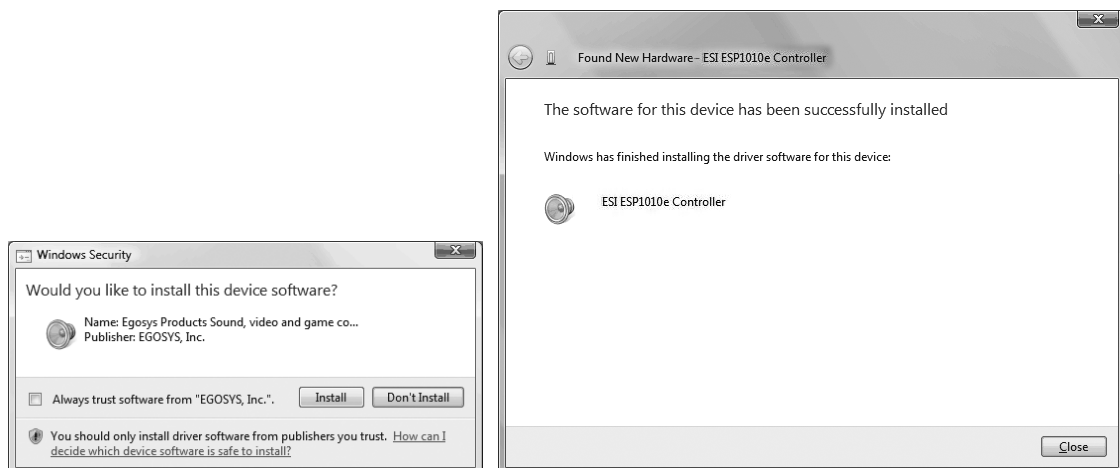 Windows Security
Would you like to install this device software?
Name: Egosys Products Sound, video and game co...
Publisher: EGOSYS, Inc.
Always trust software from "EGOSYS, Inc.".
Install
Don't Install
You should only install driver software from publishers you trust. How can I
decide which device software is safe to install?
Found New Hardware - ESI ESP1010e Controller
The software for this device has been successfully installed
Windows has finished installing the driver software for this device:
ESI ESP1010e Controller
Close